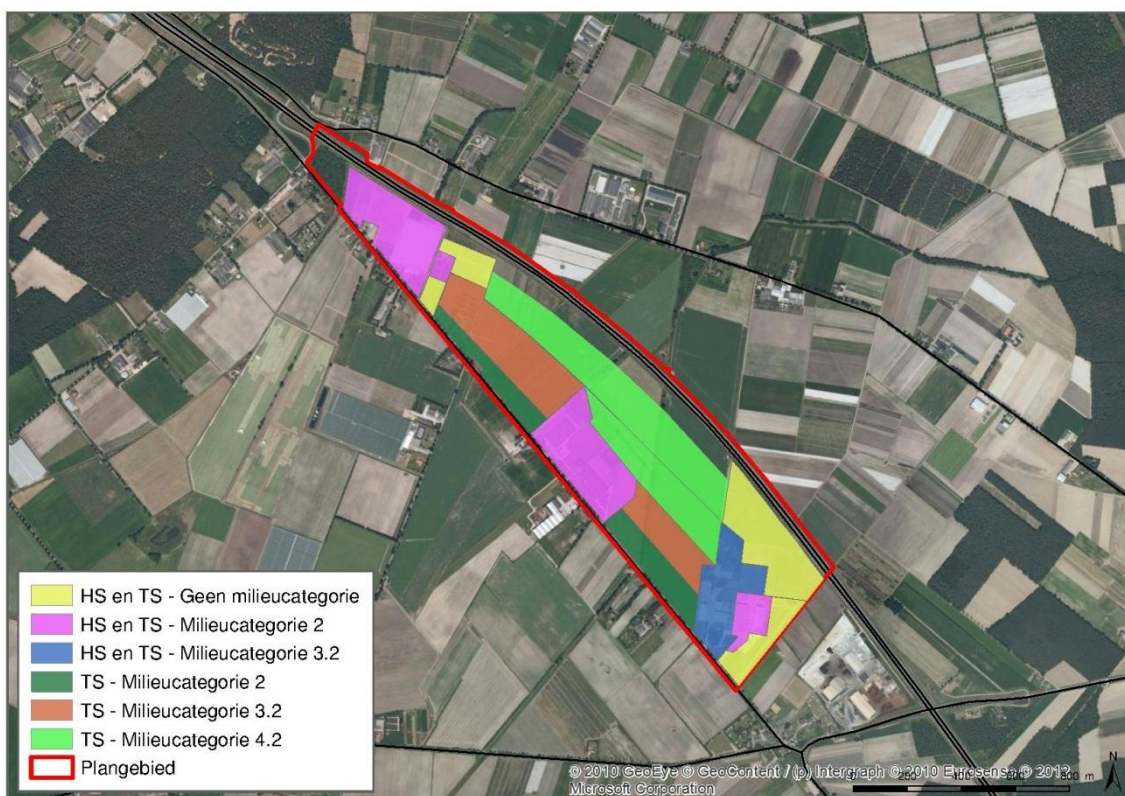 HS en TS - Geen milieucategorie
HS en TS - Milieucategorie 2
HS en TS - Milieucategorie 3.2
TS - Milieucategorie 2
TS - Milieucategorie 3.2
TS - Milieucategorie 4.2
Plangebied
N
© 2010 GeoEye © GeoContent / (p) Intergraph © 2010 Eurosense © 2012
Microsoft Corporation
800 m